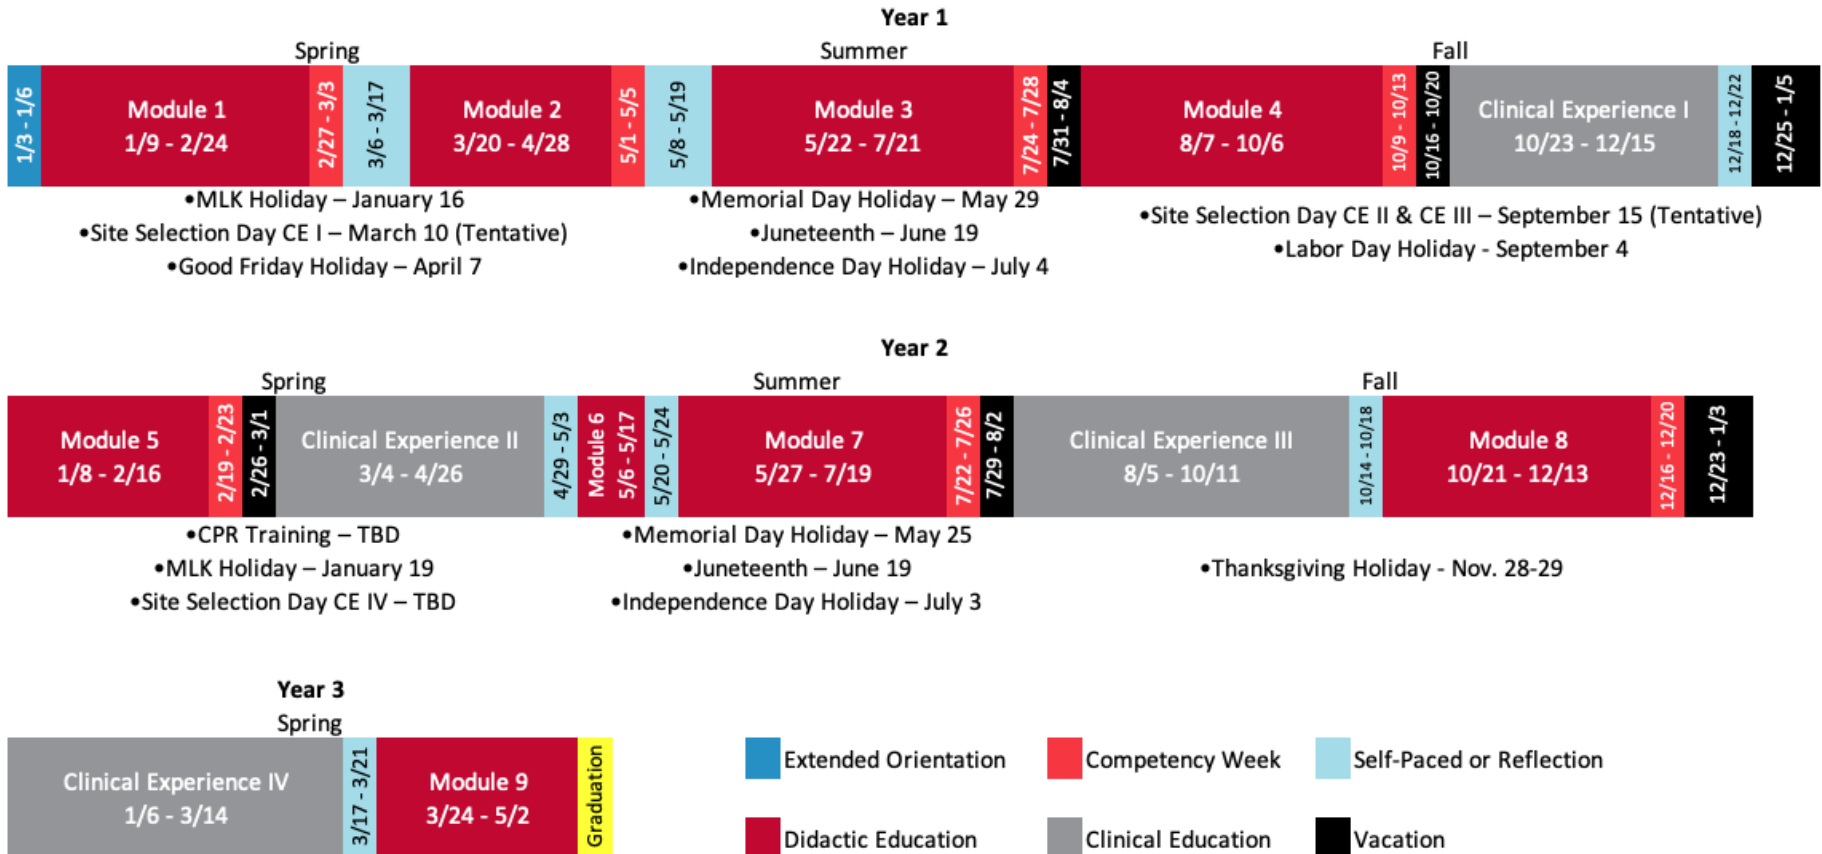 Year 1
Spring
Summer
Fall
1/3 - 1/6
Module 1
1/9 - 2/24
2/27 - 3/3
3/6 - 3/17
Module 2
3/20 - 4/28
5/1 - 5/5
5/8 - 5/19
Module 3
5/22 - 7/21
7/24 - 7/28
7/31 - 8/4
Module 4
8/7 - 10/6
10/9 - 10/13
10/16 - 10/20
Clinical Experience I
10/23 - 12/15
12/18 - 12/22
12/25 - 1/5
•MLK Holiday – January 16
•Site Selection Day CE I – March 10 (Tentative)
•Good Friday Holiday – April 7
•Memorial Day Holiday – May 29
•Juneteenth – June 19
•Independence Day Holiday – July 4
•Site Selection Day CE II & CE III – September 15 (Tentative)
•Labor Day Holiday - September 4
Year 2
Spring
Summer
Fall
Module 5
1/8 - 2/16
2/19 - 2/23
2/26 - 3/1
Clinical Experience II
3/4 - 4/26
4/29 - 5/3
Module 6
5/6 - 5/17
5/20 - 5/24
Module 7
5/27 - 7/19
7/22 - 7/26
7/29 - 8/2
Clinical Experience III
8/5 - 10/11
10/14 - 10/18
Module 8
10/21 - 12/13
12/16 - 12/20
12/23 - 1/3
•CPR Training – TBD
•MLK Holiday – January 19
•Site Selection Day CE IV – TBD
•Memorial Day Holiday – May 25
•Juneteenth – June 19
•Independence Day Holiday – July 3
•Thanksgiving Holiday - Nov. 28-29
Year 3
Spring
Clinical Experience IV
1/6 - 3/14
3/17 - 3/21
Module 9
3/24 - 5/2
Graduation
Extended Orientation
Competency Week
Self-Paced or Reflection
Didactic Education
Clinical Education
Vacation